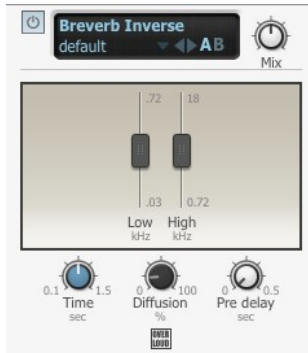 Breverb Inverse
default AB
Mix
.72 18
.03 0.72
Low High
kHz kHz
0.1 1.5 0 100 0 0.5
Time Diffusion Pre delay
sec % sec
OVER
LOUD